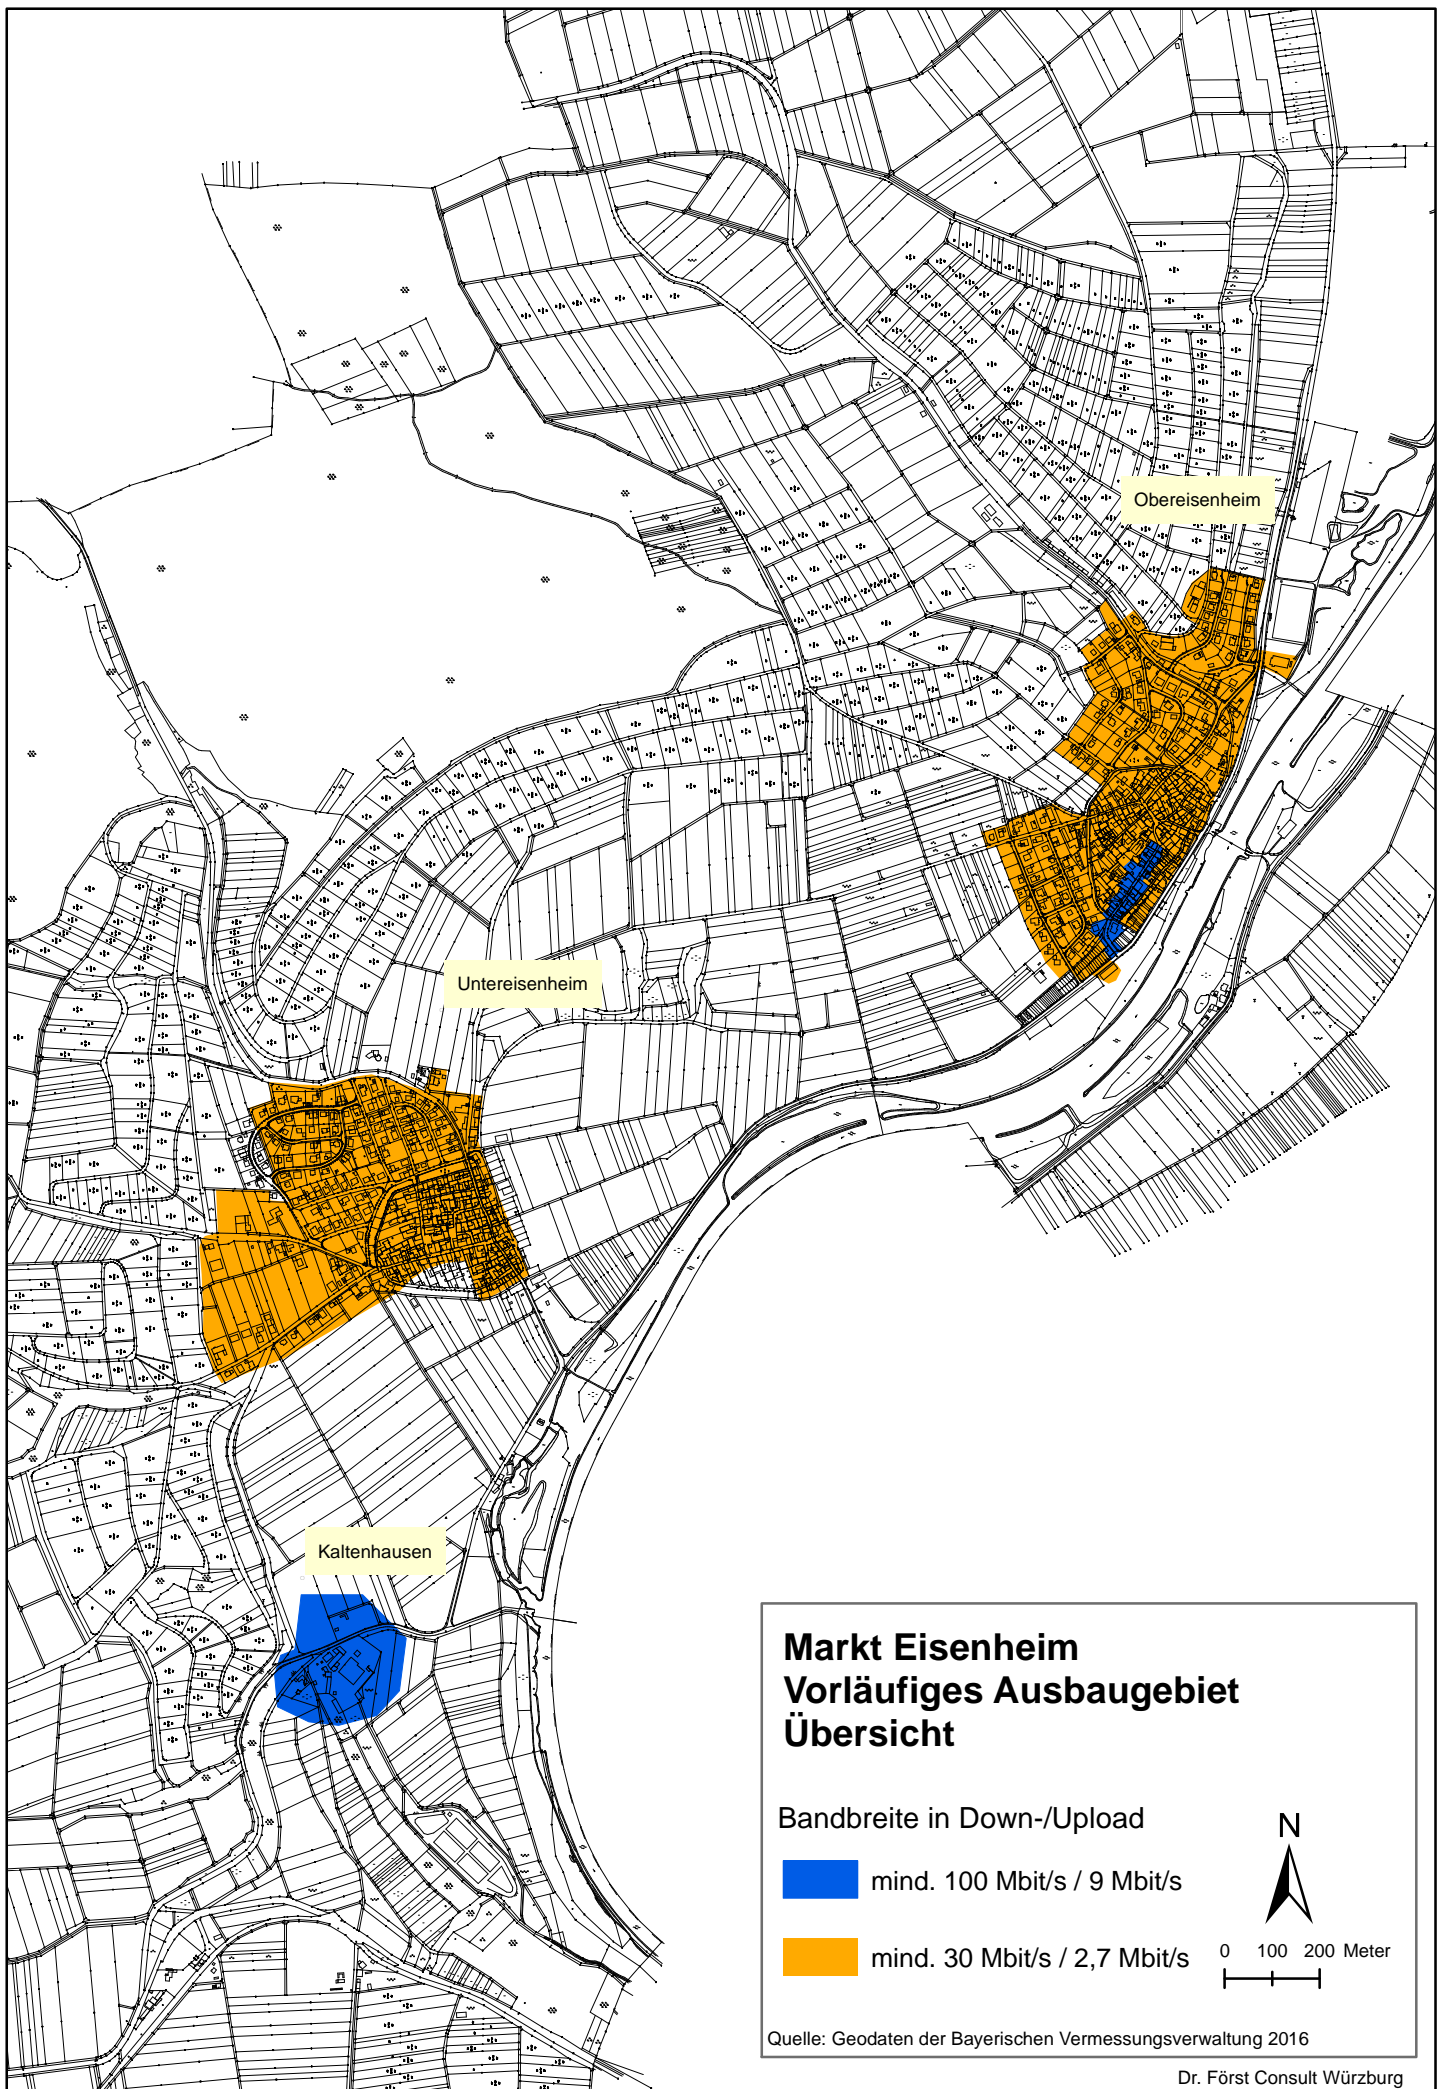 Obereisenheim
Untereisenheim
Kaltenhausen
Markt Eisenheim
Vorläufiges Ausbaugebiet
Übersicht
Bandbreite in Down-/Upload
N
mind. 100 Mbit/s / 9 Mbit/s
mind. 30 Mbit/s / 2,7 Mbit/s
0 100 200 Meter
Quelle: Geodaten der Bayerischen Vermessungsverwaltung 2016
Dr. Först Consult Würzburg